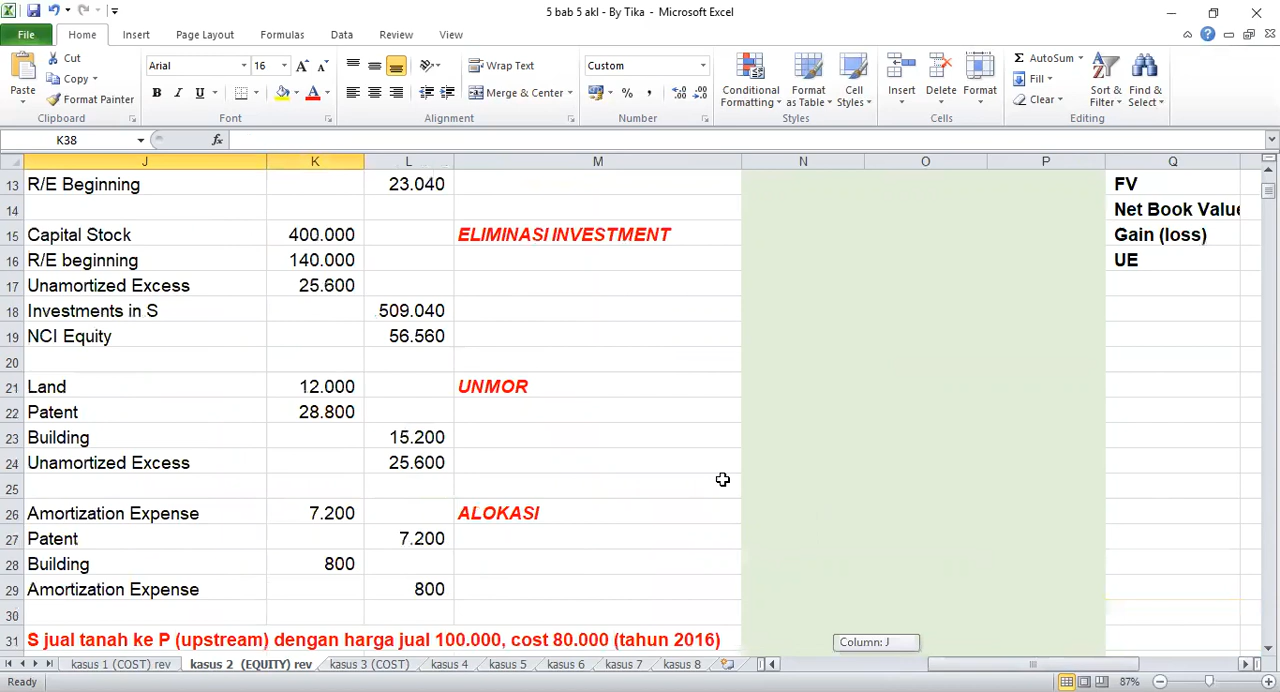 5 bab 5 akl - By Tika - Microsoft Excel
File Home Insert Page Layout Formulas Data Review View
Paste Cut Copy Format Painter Clipboard
Arial 16 A A B I U A Font
Wrap Text Merge & Center Alignment
Custom % , Number
Conditional Formatting Format as Table Cell Styles Styles
Insert Delete Format Cells
Σ AutoSum Fill Clear Sort & Filter Find & Select Editing
K38 fx
J K L M N O P Q
13 R/E Beginning 23.040 FV
14 Net Book Value
15 Capital Stock 400.000 ELIMINASI INVESTMENT Gain (loss)
16 R/E beginning 140.000 UE
17 Unamortized Excess 25.600
18 Investments in S 509.040
19 NCI Equity 56.560
20
21 Land 12.000 UNMOR
22 Patent 28.800
23 Building 15.200
24 Unamortized Excess 25.600
25
26 Amortization Expense 7.200 ALOKASI
27 Patent 7.200
28 Building 800
29 Amortization Expense 800
30
31 S jual tanah ke P (upstream) dengan harga jual 100.000, cost 80.000 (tahun 2016)
Column: J
kasus 1 (COST) rev kasus 2 (EQUITY) rev kasus 3 (COST) kasus 4 kasus 5 kasus 6 kasus 7 kasus 8
Ready 87%